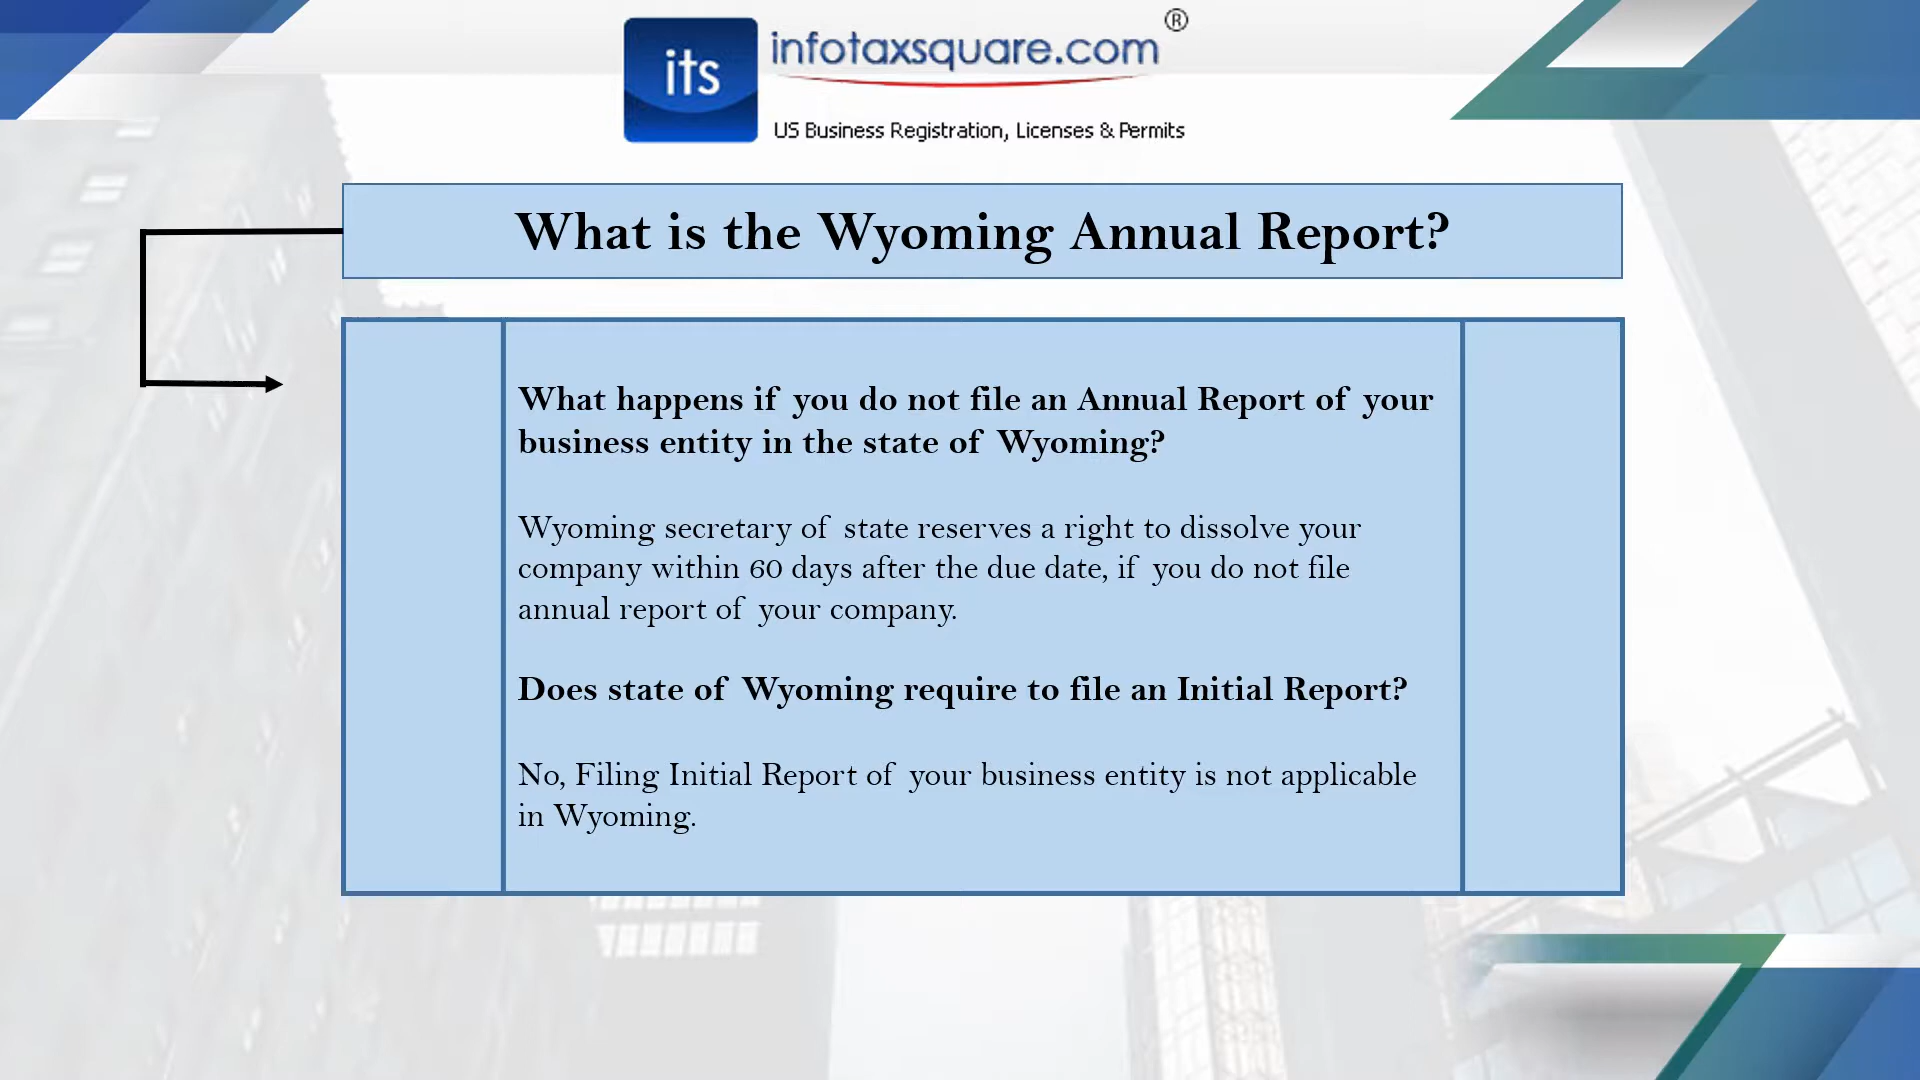 its
infotaxsquare.com®
US Business Registration, Licenses & Permits
What is the Wyoming Annual Report?
What happens if you do not file an Annual Report of your
business entity in the state of Wyoming?
Wyoming secretary of state reserves a right to dissolve your
company within 60 days after the due date, if you do not file
annual report of your company.
Does state of Wyoming require to file an Initial Report?
No, Filing Initial Report of your business entity is not applicable
in Wyoming.